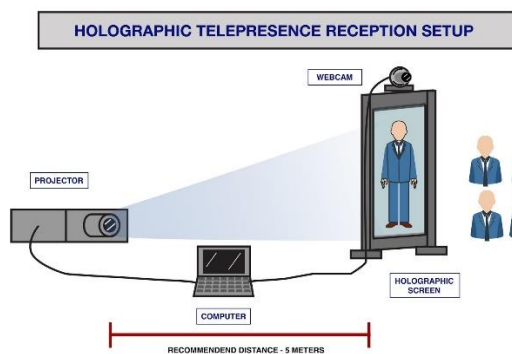 HOLOGRAPHIC TELEPRESENCE RECEPTION SETUP
WEBCAM
PROJECTOR
HOLOGRAPHIC
SCREEN
COMPUTER
RECOMMENDEND DISTANCE - 5 METERS